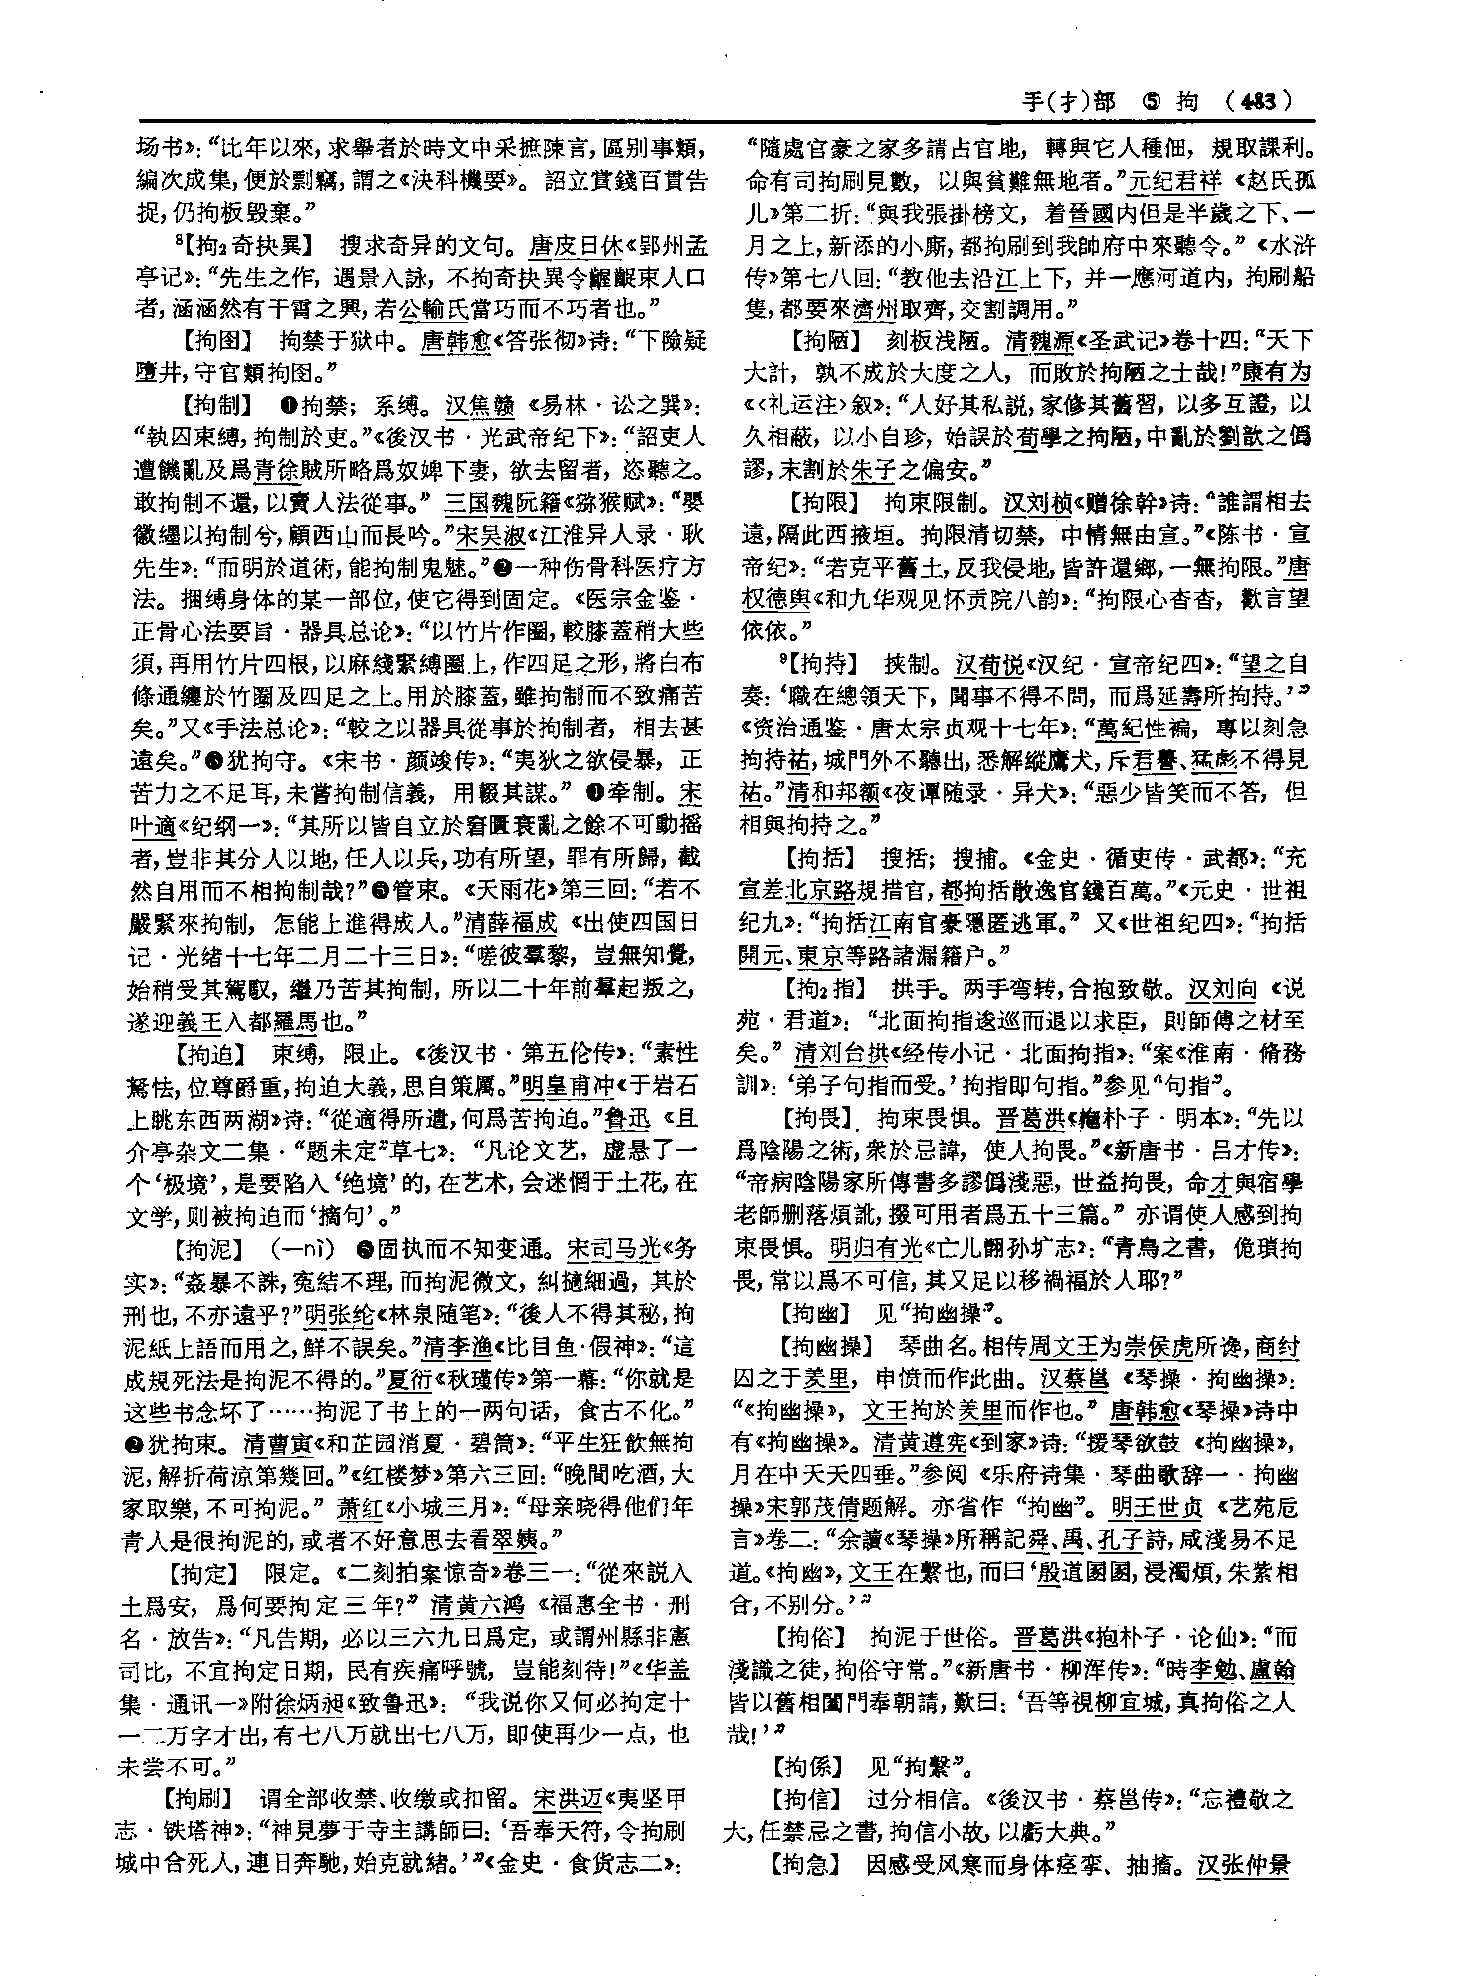 手(扌)部 ⑤ 拘 (483)
场书》：“比年以來，求舉者於時文中采摭陳言，區别事類，
編次成集，便於剽竊，謂之《決科機要》。詔立賞錢百貫告
捉，仍拘板毁棄。”
⁸【拘₂奇抉異】 搜求奇异的文句。唐皮日休《郢州孟
亭记》：“先生之作，遇景入詠，不拘奇抉異令齷齪束人口
者，涵涵然有干霄之興，若公輸氏當巧而不巧者也。”
【拘图】 拘禁于狱中。唐韩愈《答张彻》诗：“下險疑
墮井，守官類拘图。”
【拘制】 ❶拘禁；系缚。汉焦赣《易林·讼之巽》：
“執囚束縛，拘制於吏。”《後汉书·光武帝纪下》：“詔吏人
遭饑亂及爲青徐賊所略爲奴婢下妻，欲去留者，恣聽之。
敢拘制不還，以賣人法從事。”三国魏阮籍《猕猴赋》：“嬰
徽纆以拘制兮，顧西山而長吟。”宋吴淑《江淮异人录·耿
先生》：“而明於道術，能拘制鬼魅。”❷一种伤骨科医疗方
法。捆缚身体的某一部位，使它得到固定。《医宗金鉴·
正骨心法要旨·器具总论》：“以竹片作圈，較膝蓋稍大些
須，再用竹片四根，以麻綫緊縛圈上，作四足之形，將白布
條通纏於竹圈及四足之上。用於膝蓋，雖拘制而不致痛苦
矣。”又《手法总论》：“較之以器具從事於拘制者，相去甚
遠矣。”❸犹拘守。《宋书·颜竣传》：“夷狄之欲侵暴，正
苦力之不足耳，未嘗拘制信義，用輟其謀。”❹牵制。宋
叶適《纪纲一》：“其所以皆自立於窘匱衰亂之餘不可動摇
者，豈非其分人以地，任人以兵，功有所望，罪有所歸，截
然自用而不相拘制哉？”❺管束。《天雨花》第三回：“若不
嚴緊來拘制，怎能上進得成人。”清薛福成《出使四国日
记·光绪十七年二月二十三日》：“嗟彼羣黎，豈無知覺，
始稍受其駕馭，繼乃苦其拘制，所以二十年前羣起叛之，
遂迎義王入都羅馬也。”
【拘迫】 束缚，限止。《後汉书·第五伦传》：“素性
駑怯，位尊爵重，拘迫大義，思自策厲。”明皇甫冲《于岩石
上眺东西两湖》诗：“從適得所遺，何爲苦拘迫。”鲁迅《且
介亭杂文二集·“题未定”草七》：“凡论文艺，虚悬了一
个‘极境’，是要陷入‘绝境’的，在艺术，会迷惘于土花，在
文学，则被拘迫而‘摘句’。”
【拘泥】 （—nì） ❶固执而不知变通。宋司马光《务
实》：“姦暴不誅，寃結不理，而拘泥微文，糾擿細過，其於
刑也，不亦遠乎？”明张纶《林泉随笔》：“後人不得其秘，拘
泥紙上語而用之，鮮不誤矣。”清李渔《比目鱼·假神》：“這
成規死法是拘泥不得的。”夏衍《秋瑾传》第一幕：“你就是
这些书念坏了……拘泥了书上的一两句话，食古不化。”
❷犹拘束。清曹寅《和芷园消夏·碧筒》：“平生狂飲無拘
泥，解折荷凉第幾回。”《红楼梦》第六三回：“晚間吃酒，大
家取樂，不可拘泥。”萧红《小城三月》：“母亲晓得他们年
青人是很拘泥的，或者不好意思去看翠姨。”
【拘定】 限定。《二刻拍案惊奇》卷三一：“從來説入
土爲安，爲何要拘定三年？”清黄六鸿《福惠全书·刑
名·放告》：“凡告期，必以三六九日爲定，或謂州縣非憲
司比，不宜拘定日期，民有疾痛呼號，豈能刻待！”《华盖
集·通讯一》附徐炳昶《致鲁迅》：“我说你又何必拘定十
一二万字才出，有七八万就出七八万，即使再少一点，也
未尝不可。”
【拘刷】 谓全部收禁、收缴或扣留。宋洪迈《夷坚甲
志·铁塔神》：“神見夢于寺主講師曰：‘吾奉天符，令拘刷
城中合死人，連日奔馳，始克就緒。’”《金史·食货志二》：
“隨處官豪之家多請占官地，轉與它人種佃，規取課利。
命有司拘刷見數，以與貧難無地者。”元纪君祥《赵氏孤
儿》第二折：“與我張掛榜文，着晉國内但是半歲之下、一
月之上，新添的小廝，都拘刷到我帥府中來聽令。”《水浒
传》第七八回：“教他去沿江上下，并一應河道内，拘刷船
隻，都要來濟州取齊，交割調用。”
【拘陋】 刻板浅陋。清魏源《圣武记》卷十四：“天下
大計，孰不成於大度之人，而敗於拘陋之士哉！”康有为
《〈礼运注〉叙》：“人好其私説，家修其舊習，以多互證，以
久相蔽，以小自珍，始誤於荀學之拘陋，中亂於劉歆之僞
謬，末割於朱子之偏安。”
【拘限】 拘束限制。汉刘桢《赠徐幹》诗：“誰謂相去
遠，隔此西掖垣。拘限清切禁，中情無由宣。”《陈书·宣
帝纪》：“若克平舊土，反我侵地，皆許還鄉，一無拘限。”唐
权德舆《和九华观见怀贡院八韵》：“拘限心杳杳，歡言望
依依。”
⁹【拘持】 挟制。汉荀悦《汉纪·宣帝纪四》：“望之自
奏：‘職在總領天下，聞事不得不問，而爲延壽所拘持。’”
《资治通鉴·唐太宗贞观十七年》：“萬紀性褊，專以刻急
拘持祐，城門外不聽出，悉解縱鷹犬，斥君謩、猛彪不得見
祐。”清和邦额《夜谭随录·异犬》：“惡少皆笑而不答，但
相與拘持之。”
【拘括】 搜括；搜捕。《金史·循吏传·武都》：“充
宣差北京路規措官，都拘括散逸官錢百萬。”《元史·世祖
纪九》：“拘括江南官豪隱匿逃軍。”又《世祖纪四》：“拘括
開元、東京等路諸漏籍户。”
【拘₂指】 拱手。两手弯转，合抱致敬。汉刘向《说
苑·君道》：“北面拘指逡巡而退以求臣，則師傅之材至
矣。”清刘台拱《经传小记·北面拘指》：“案《淮南·脩務
訓》：‘弟子句指而受。’拘指即句指。”参见“句指”。
【拘畏】 拘束畏惧。晋葛洪《抱朴子·明本》：“先以
爲陰陽之術，衆於忌諱，使人拘畏。”《新唐书·吕才传》：
“帝病陰陽家所傳書多謬僞淺惡，世益拘畏，命才與宿學
老師删落煩訛，掇可用者爲五十三篇。”亦谓使人感到拘
束畏惧。明归有光《亡儿𦒋孙圹志》：“青烏之書，佹瑣拘
畏，常以爲不可信，其又足以移禍福於人耶？”
【拘幽】 见“拘幽操”。
【拘幽操】 琴曲名。相传周文王为崇侯虎所谗，商纣
囚之于羑里，申愤而作此曲。汉蔡邕《琴操·拘幽操》：
“《拘幽操》，文王拘於羑里而作也。”唐韩愈《琴操》诗中
有《拘幽操》。清黄遵宪《到家》诗：“援琴欲鼓《拘幽操》，
月在中天天四垂。”参阅《乐府诗集·琴曲歌辞一·拘幽
操》宋郭茂倩题解。亦省作“拘幽”。明王世贞《艺苑卮
言》卷二：“余讀《琴操》所稱記舜、禹、孔子詩，咸淺易不足
道。《拘幽》，文王在繫也，而曰‘殷道溷溷，浸濁煩，朱紫相
合，不别分。’”
【拘俗】 拘泥于世俗。晋葛洪《抱朴子·论仙》：“而
淺識之徒，拘俗守常。”《新唐书·柳浑传》：“時李勉、盧翰
皆以舊相闔門奉朝請，歎曰：‘吾等視柳宜城，真拘俗之人
哉！’”
【拘係】 见“拘繫”。
【拘信】 过分相信。《後汉书·蔡邕传》：“忘禮敬之
大，任禁忌之書，拘信小故，以虧大典。”
【拘急】 因感受风寒而身体痉挛、抽搐。汉张仲景